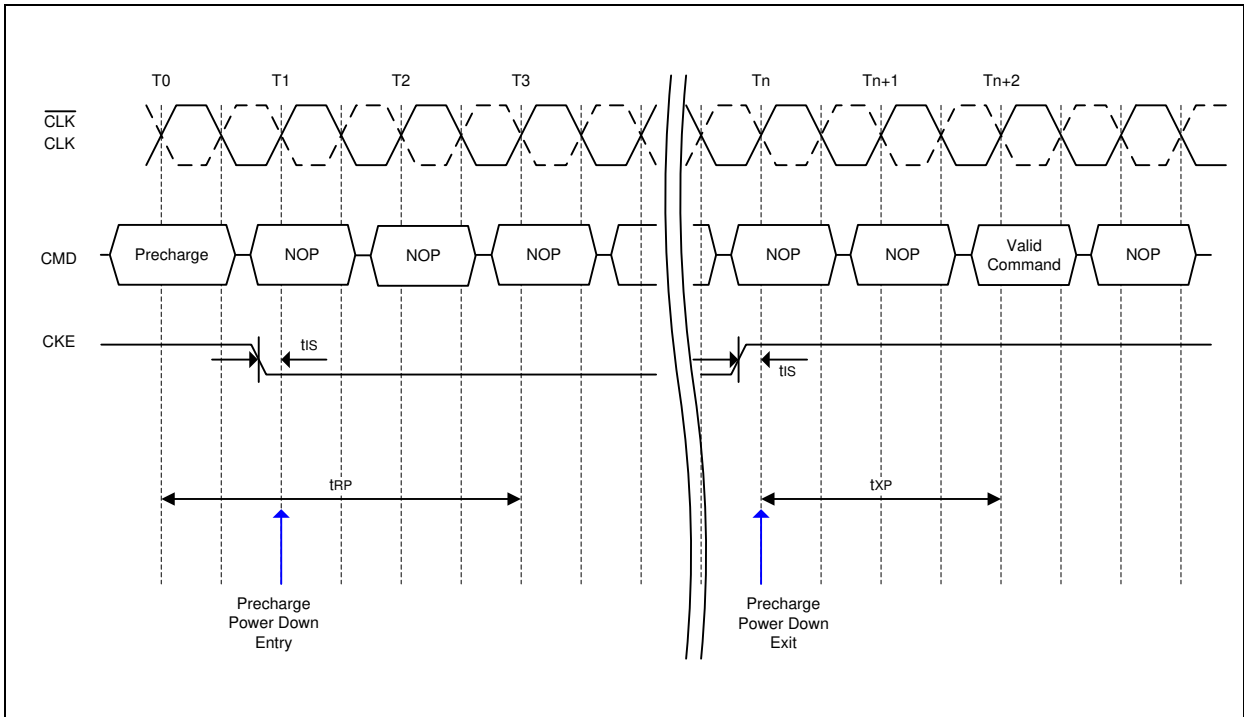 T0 T1 T2 T3 Tn Tn+1 Tn+2
CLK
CLK
CMD Precharge NOP NOP NOP NOP NOP Valid Command NOP
CKE
tIS
tIS
tRP
tXP
Precharge
Power Down
Entry
Precharge
Power Down
Exit